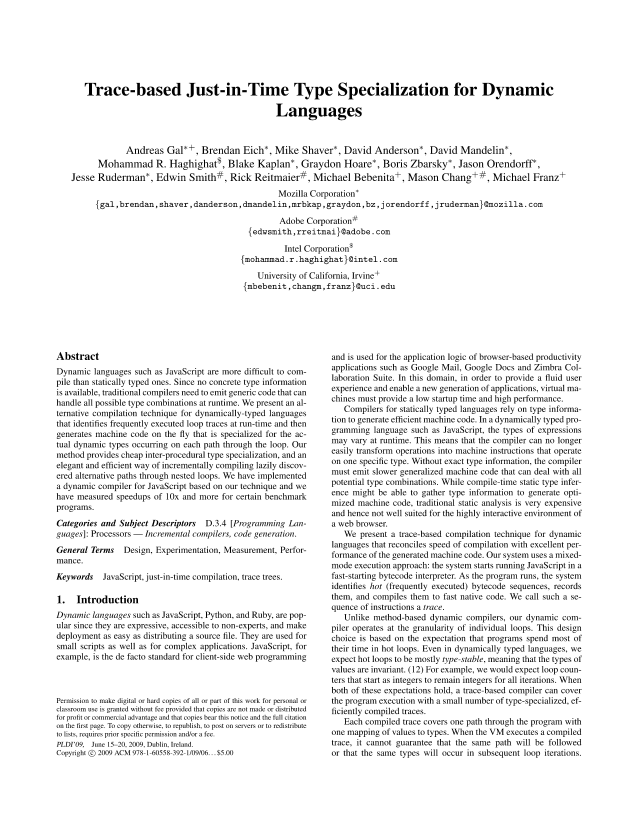 Trace-based Just-in-Time Type Specialization for Dynamic
Languages
Andreas Gal∗+, Brendan Eich∗, Mike Shaver∗, David Anderson∗, David Mandelin∗,
Mohammad R. Haghighat$, Blake Kaplan∗, Graydon Hoare∗, Boris Zbarsky∗, Jason Orendorff∗,
Jesse Ruderman∗, Edwin Smith#, Rick Reitmaier#, Michael Bebenita+, Mason Chang+#, Michael Franz+
Mozilla Corporation∗
{gal,brendan,shaver,danderson,dmandelin,mrbkap,graydon,bz,jorendorff,jruderman}@mozilla.com
Adobe Corporation#
{edwsmith,rreitmai}@adobe.com
Intel Corporation$
{mohammad.r.haghighat}@intel.com
University of California, Irvine+
{mbebenit,changm,franz}@uci.edu
Abstract
Dynamic languages such as JavaScript are more difficult to com-
pile than statically typed ones. Since no concrete type information
is available, traditional compilers need to emit generic code that can
handle all possible type combinations at runtime. We present an al-
ternative compilation technique for dynamically-typed languages
that identifies frequently executed loop traces at run-time and then
generates machine code on the fly that is specialized for the ac-
tual dynamic types occurring on each path through the loop. Our
method provides cheap inter-procedural type specialization, and an
elegant and efficient way of incrementally compiling lazily discov-
ered alternative paths through nested loops. We have implemented
a dynamic compiler for JavaScript based on our technique and we
have measured speedups of 10x and more for certain benchmark
programs.
Categories and Subject Descriptors D.3.4 [Programming Lan-
guages]: Processors — Incremental compilers, code generation.
General Terms Design, Experimentation, Measurement, Perfor-
mance.
Keywords JavaScript, just-in-time compilation, trace trees.
1. Introduction
Dynamic languages such as JavaScript, Python, and Ruby, are pop-
ular since they are expressive, accessible to non-experts, and make
deployment as easy as distributing a source file. They are used for
small scripts as well as for complex applications. JavaScript, for
example, is the de facto standard for client-side web programming
Permission to make digital or hard copies of all or part of this work for personal or
classroom use is granted without fee provided that copies are not made or distributed
for profit or commercial advantage and that copies bear this notice and the full citation
on the first page. To copy otherwise, to republish, to post on servers or to redistribute
to lists, requires prior specific permission and/or a fee.
PLDI'09, June 15–20, 2009, Dublin, Ireland.
Copyright © 2009 ACM 978-1-60558-392-1/09/06. . . $5.00
and is used for the application logic of browser-based productivity
applications such as Google Mail, Google Docs and Zimbra Col-
laboration Suite. In this domain, in order to provide a fluid user
experience and enable a new generation of applications, virtual ma-
chines must provide a low startup time and high performance.
Compilers for statically typed languages rely on type informa-
tion to generate efficient machine code. In a dynamically typed pro-
gramming language such as JavaScript, the types of expressions
may vary at runtime. This means that the compiler can no longer
easily transform operations into machine instructions that operate
on one specific type. Without exact type information, the compiler
must emit slower generalized machine code that can deal with all
potential type combinations. While compile-time static type infer-
ence might be able to gather type information to generate opti-
mized machine code, traditional static analysis is very expensive
and hence not well suited for the highly interactive environment of
a web browser.
We present a trace-based compilation technique for dynamic
languages that reconciles speed of compilation with excellent per-
formance of the generated machine code. Our system uses a mixed-
mode execution approach: the system starts running JavaScript in a
fast-starting bytecode interpreter. As the program runs, the system
identifies hot (frequently executed) bytecode sequences, records
them, and compiles them to fast native code. We call such a se-
quence of instructions a trace.
Unlike method-based dynamic compilers, our dynamic com-
piler operates at the granularity of individual loops. This design
choice is based on the expectation that programs spend most of
their time in hot loops. Even in dynamically typed languages, we
expect hot loops to be mostly type-stable, meaning that the types of
values are invariant. (12) For example, we would expect loop coun-
ters that start as integers to remain integers for all iterations. When
both of these expectations hold, a trace-based compiler can cover
the program execution with a small number of type-specialized, ef-
ficiently compiled traces.
Each compiled trace covers one path through the program with
one mapping of values to types. When the VM executes a compiled
trace, it cannot guarantee that the same path will be followed
or that the same types will occur in subsequent loop iterations.